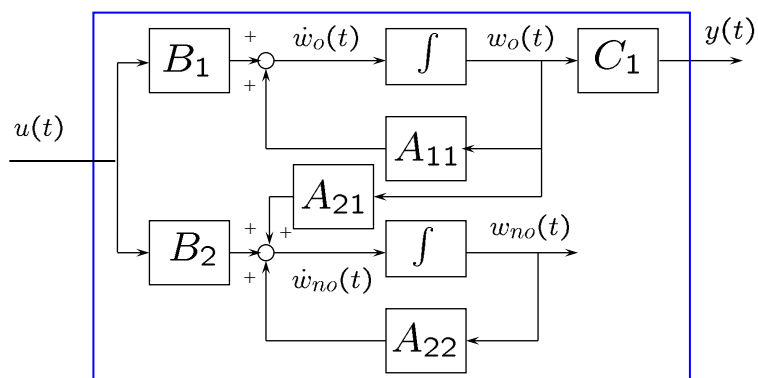 + ẇₒ(t) ∫ wₒ(t) y(t)
B₁ C₁
+
u(t)
A₁₁
A₂₁
+ + wₙₒ(t)
B₂ ∫
+ ẇₙₒ(t)
A₂₂